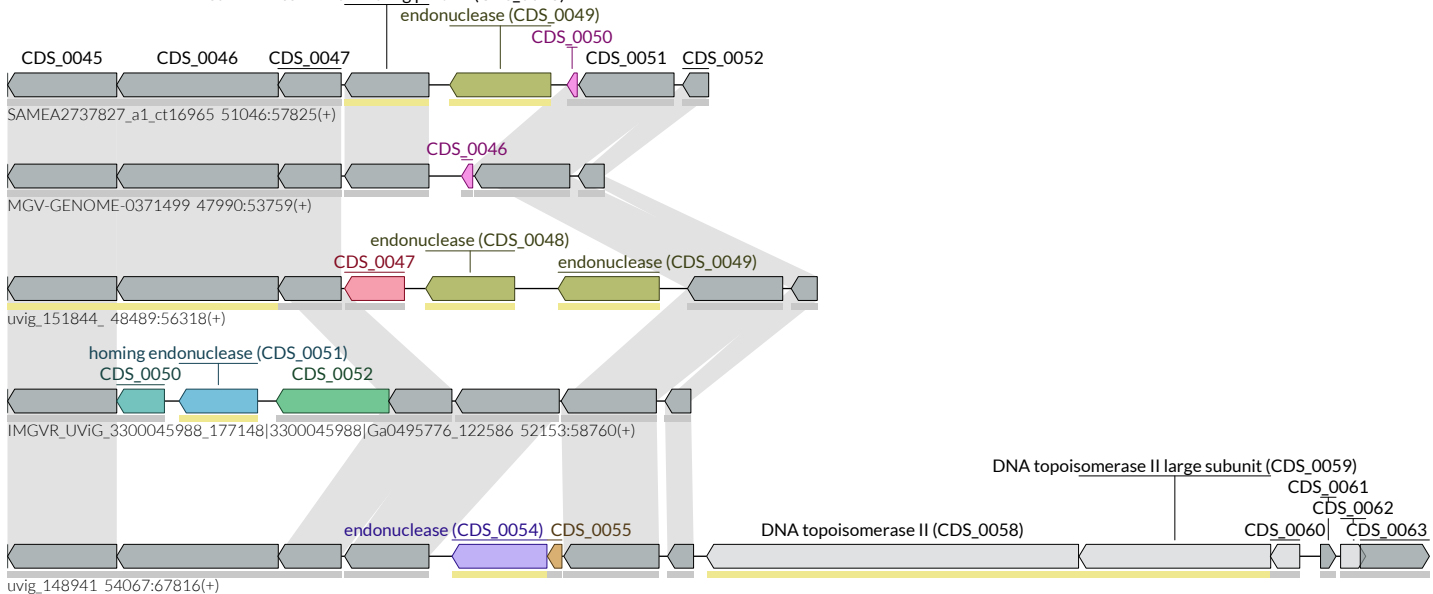 endonuclease (CDS_0049)
CDS_0050
CDS_0045 CDS_0046 CDS_0047 CDS_0051 CDS_0052
SAMEA2737827_a1_ct16965 51046:57825(+)
CDS_0046
MGV-GENOME-0371499 47990:53759(+)
endonuclease (CDS_0048)
CDS_0047 endonuclease (CDS_0049)
uvig_151844_ 48489:56318(+)
homing endonuclease (CDS_0051)
CDS_0050 CDS_0052
IMGVR_UViG_3300045988_177148|3300045988|Ga0495776_122586 52153:58760(+)
DNA topoisomerase II large subunit (CDS_0059)
CDS_0061
CDS_0062
endonuclease (CDS_0054) CDS_0055 DNA topoisomerase II (CDS_0058) CDS_0060 CDS_0063
uvig_148941 54067:67816(+)